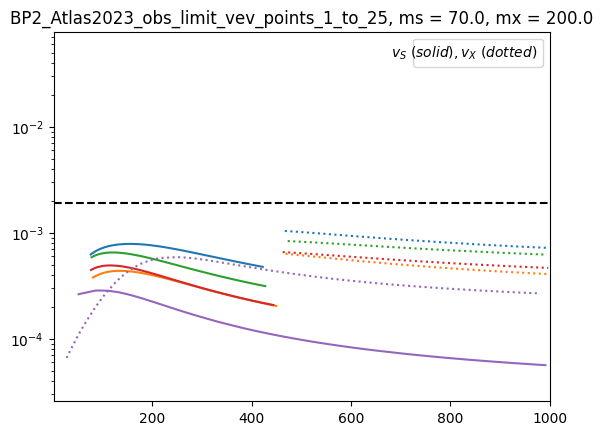 BP2_Atlas2023_obs_limit_vev_points_1_to_25, ms = 70.0, mx = 200.0
v_S (solid), v_X (dotted)
10^{-2}
10^{-3}
10^{-4}
200 400 600 800 1000